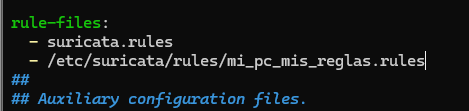 rule-files:
  - suricata.rules
  - /etc/suricata/rules/mi_pc_mis_reglas.rules
##
## Auxiliary configuration files.